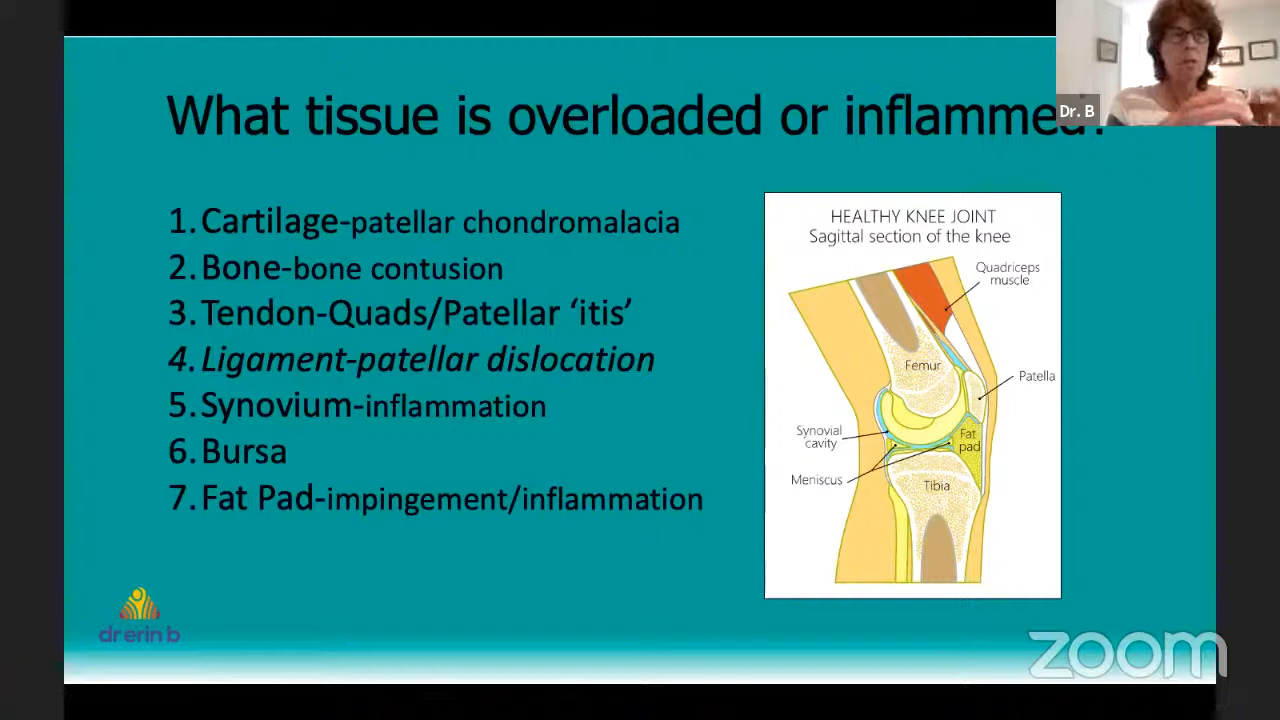 What tissue is overloaded or inflammed?
Dr. B
1. Cartilage-patellar chondromalacia
2. Bone-bone contusion
3. Tendon-Quads/Patellar ‘itis’
4. Ligament-patellar dislocation
5. Synovium-inflammation
6. Bursa
7. Fat Pad-impingement/inflammation
HEALTHY KNEE JOINT
Sagittal section of the knee
Quadriceps
muscle
Femur
Patella
Synovial
cavity
Fat
pad
Meniscus
Tibia
dr erin b
zoom